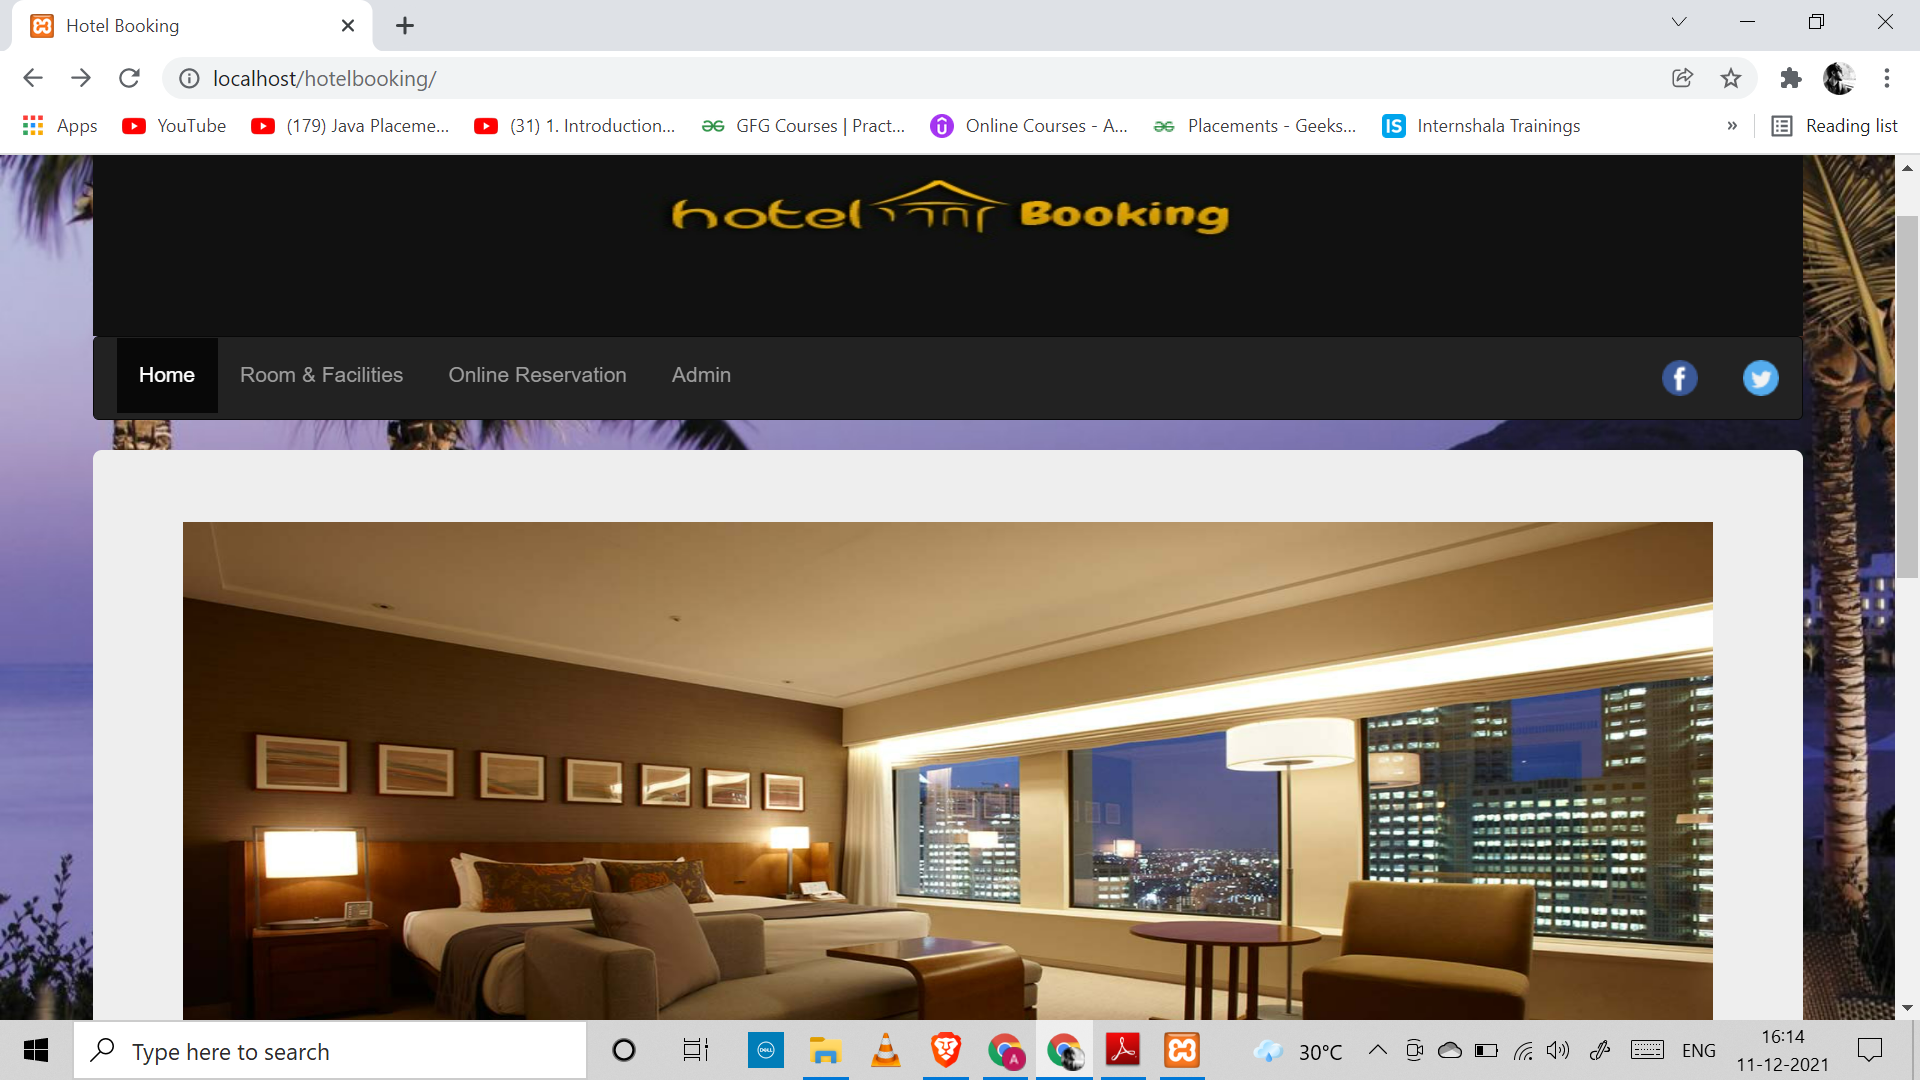 Hotel Booking
localhost/hotelbooking/
Apps
YouTube
(179) Java Placeme...
(31) 1. Introduction...
GFG Courses | Pract...
Online Courses - A...
Placements - Geeks...
IS
Internshala Trainings
»
Reading list
hotel Booking
Home
Room & Facilities
Online Reservation
Admin
Type here to search
DELL
A
30°C
ENG
16:14
11-12-2021